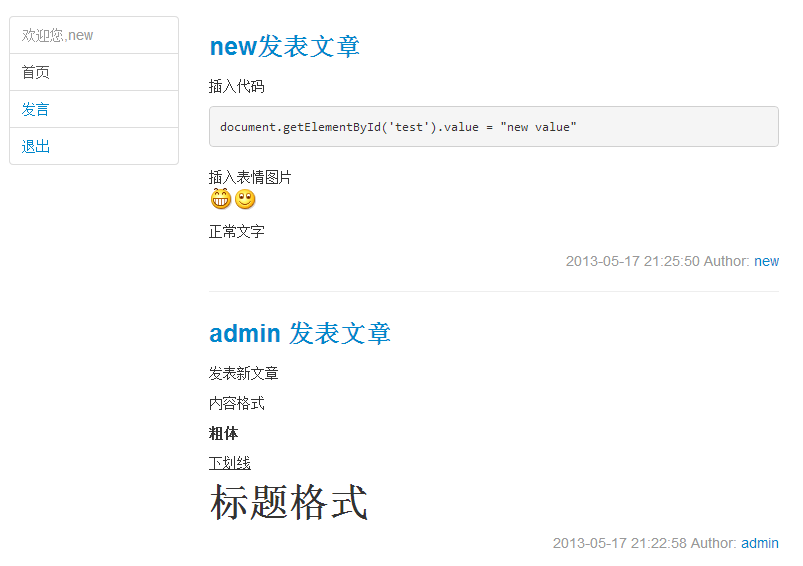 欢迎您,new
首页
发言
退出
new发表文章
插入代码
document.getElementById('test').value = "new value"
插入表情图片
正常文字
2013-05-17 21:25:50 Author: new
admin 发表文章
发表新文章
内容格式
粗体
下划线
标题格式
2013-05-17 21:22:58 Author: admin